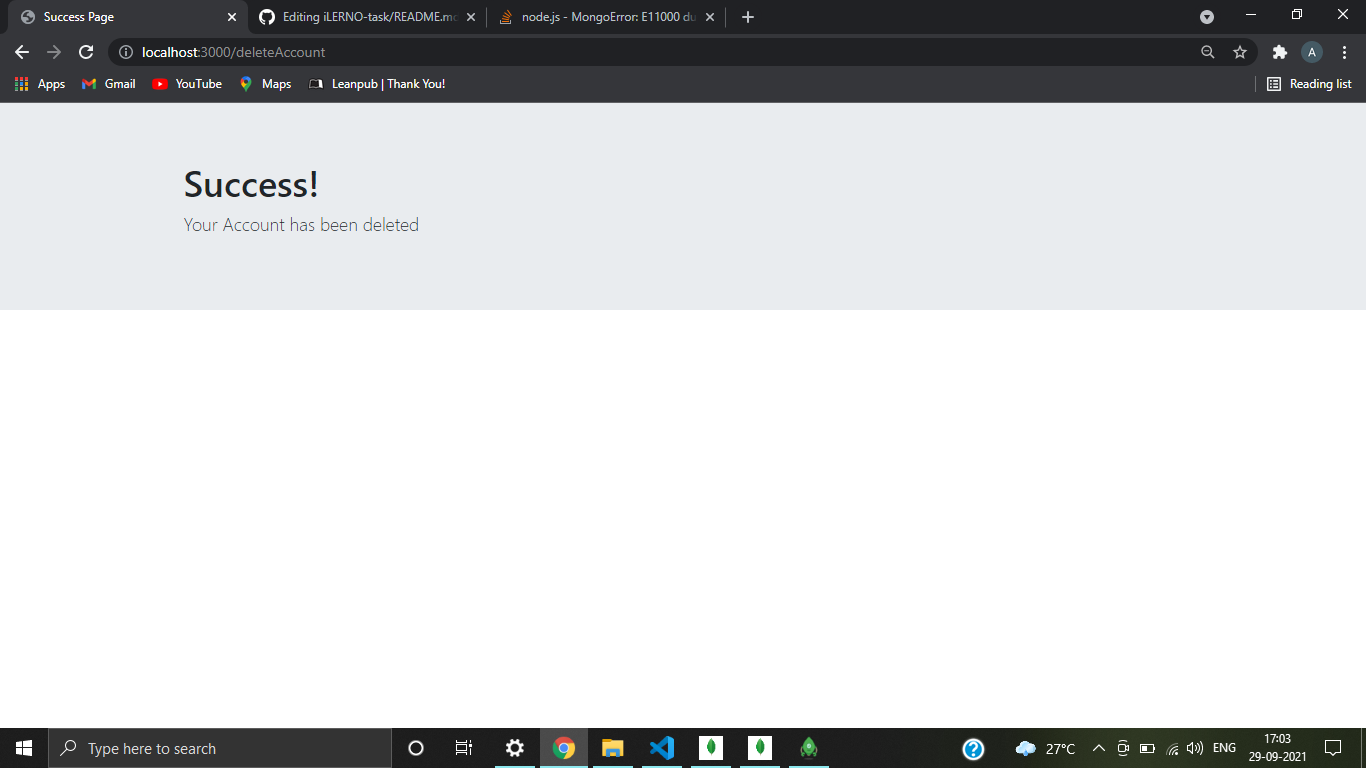 Success Page
Editing iLERNO-task/README.mc
node.js - MongoError: E11000 du
localhost:3000/deleteAccount
A
Apps
Gmail
YouTube
Maps
Leanpub | Thank You!
Reading list
Success!
Your Account has been deleted
Type here to search
27°C
ENG
17:03
29-09-2021